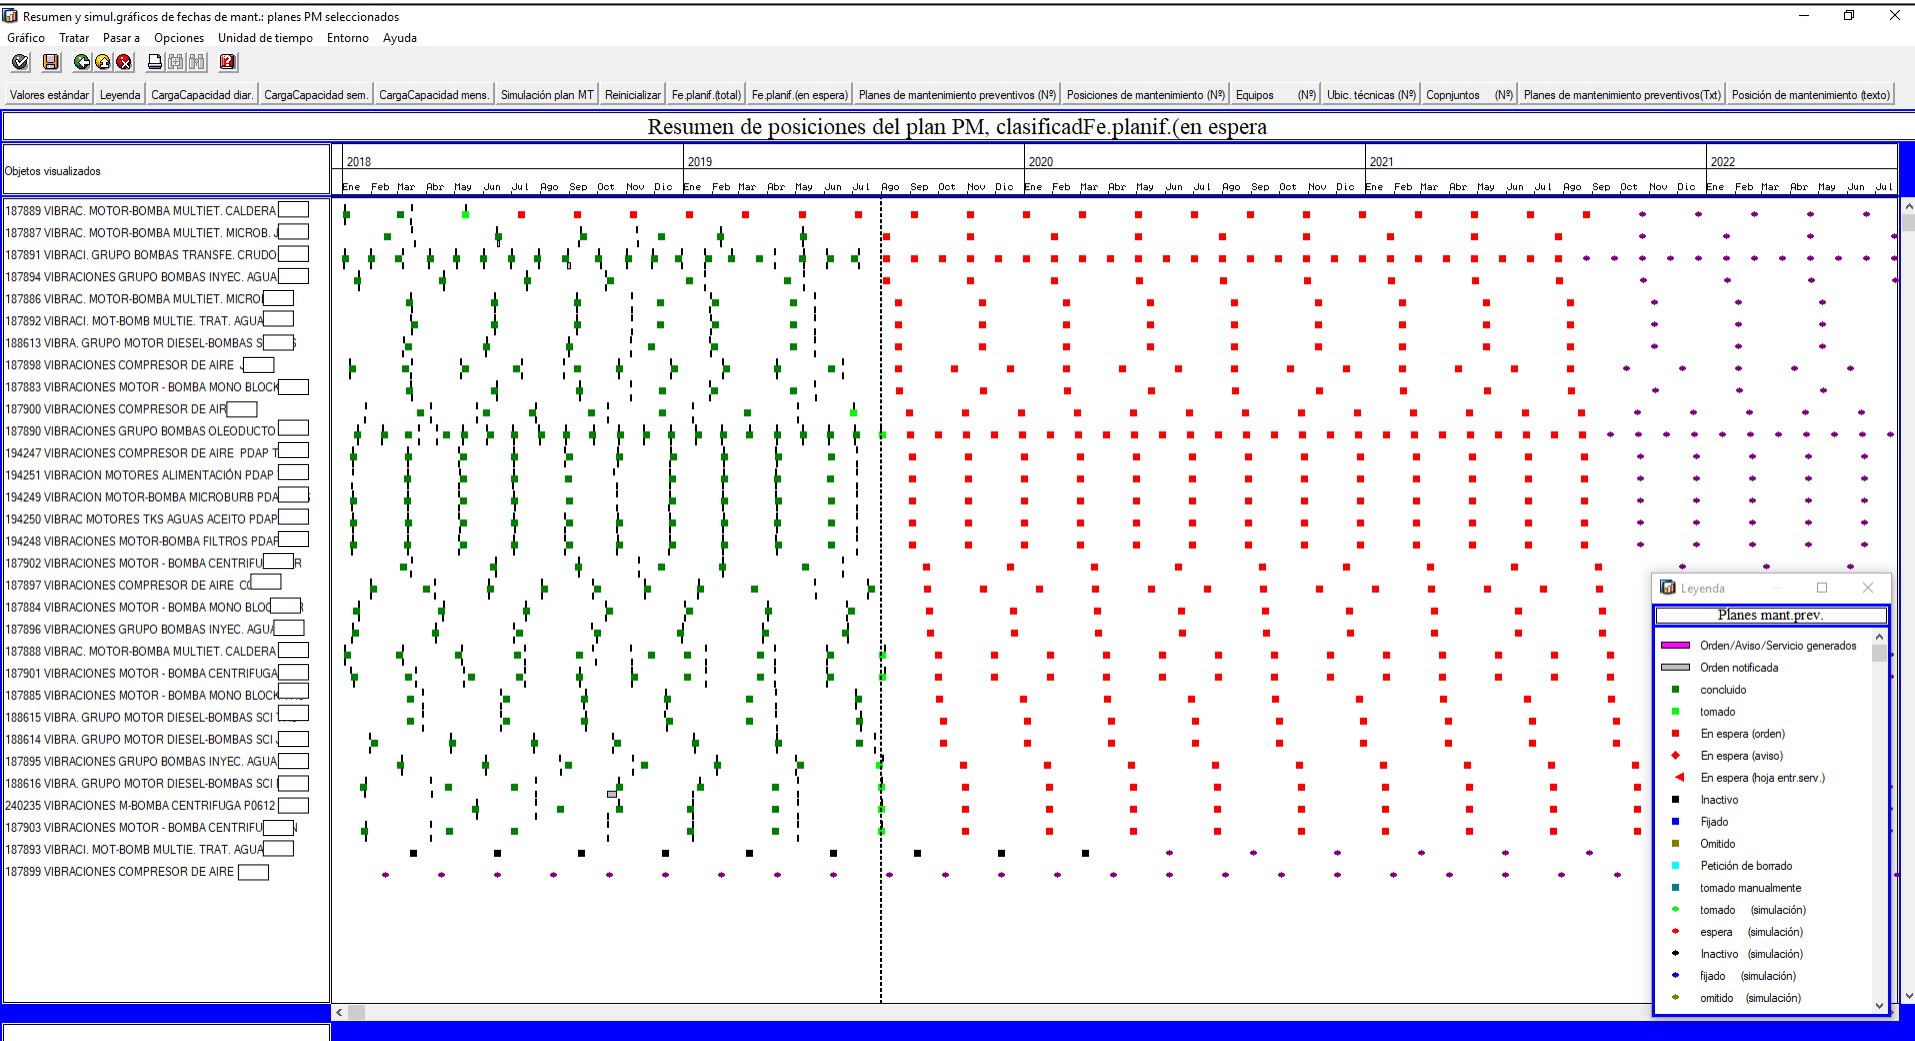 Resumen y simul.gráficos de fechas de mant.: planes PM seleccionados
Gráfico Tratar Pasar a Opciones Unidad de tiempo Entorno Ayuda
Valores estándar Leyenda CargaCapacidad diar. CargaCapacidad sem. CargaCapacidad mens. Simulación plan MT Reinicializar Fe.planif.(total) Fe.planif.(en espera) Planes de mantenimiento preventivos (Nº) Posiciones de mantenimiento (Nº) Equipos (Nº) Ubic. técnicas (Nº) Copnjuntos (Nº) Planes de mantenimiento preventivos(Txt) Posición de mantenimiento (texto)
Resumen de posiciones del plan PM, clasificadFe.planif.(en espera
Objetos visualizados
2018 2019 2020 2021 2022
Ene Feb Mar Abr May Jun Jul Ago Sep Oct Nov Dic Ene Feb Mar Abr May Jun Jul Ago Sep Oct Nov Dic Ene Feb Mar Abr May Jun Jul Ago Sep Oct Nov Dic Ene Feb Mar Abr May Jun Jul Ago Sep Oct Nov Dic Ene Feb Mar Abr May Jun Jul
187889 VIBRAC. MOTOR-BOMBA MULTIET. CALDERA
187887 VIBRAC. MOTOR-BOMBA MULTIET. MICROB. J
187891 VIBRACI. GRUPO BOMBAS TRANSFE. CRUDO
187894 VIBRACIONES GRUPO BOMBAS INYEC. AGUA
187886 VIBRAC. MOTOR-BOMBA MULTIET.
187892 VIBRACI. MOT-BOMB MULTIE. TRAT. AGUA
188613 VIBRA. GRUPO MOTOR DIESEL-BOMBAS S
187898 VIBRACIONES COMPRESOR DE AIRE J
187883 VIBRACIONES MOTOR - BOMBA MONO BLOCK
187900 VIBRACIONES COMPRESOR DE AIR
187890 VIBRACIONES GRUPO BOMBAS OLEODUCTO
194247 VIBRACIONES COMPRESOR DE AIRE PDAP T
194251 VIBRACION MOTORES ALIMENTACIÓN PDAP
194249 VIBRACION MOTOR-BOMBA MICROBURB PDA
194250 VIBRAC MOTORES TKS AGUAS ACEITO PDAP
194248 VIBRACIONES MOTOR-BOMBA FILTROS PDAP
187902 VIBRACIONES MOTOR - BOMBA CENTRIFU R
187897 VIBRACIONES COMPRESOR DE AIRE
187884 VIBRACIONES MOTOR - BOMBA MONO BLOC
187896 VIBRACIONES GRUPO BOMBAS INYEC. AGUA
187888 VIBRAC. MOTOR-BOMBA MULTIET. CALDERA
187901 VIBRACIONES MOTOR - BOMBA CENTRIFUGA
187885 VIBRACIONES MOTOR - BOMBA MONO BLOCK
188615 VIBRA. GRUPO MOTOR DIESEL-BOMBAS SCI
188614 VIBRA. GRUPO MOTOR DIESEL-BOMBAS SCI
187895 VIBRACIONES GRUPO BOMBAS INYEC. AGUA
188616 VIBRA. GRUPO MOTOR DIESEL-BOMBAS SCI
240235 VIBRACIONES M-BOMBA CENTRIFUGA P0612
187903 VIBRACIONES MOTOR - BOMBA CENTRIFU
187893 VIBRACI. MOT-BOMB MULTIE. TRAT. AGUA
187899 VIBRACIONES COMPRESOR DE AIRE
Leyenda
Planes mant.prev.
Orden/Aviso/Servicio generados
Orden notificada
concluido
tomado
En espera (orden)
En espera (aviso)
En espera (hoja entr.serv.)
Inactivo
Fijado
Omitido
Petición de borrado
tomado manualmente
tomado (simulación)
espera (simulación)
Inactivo (simulación)
fijado (simulación)
omitido (simulación)